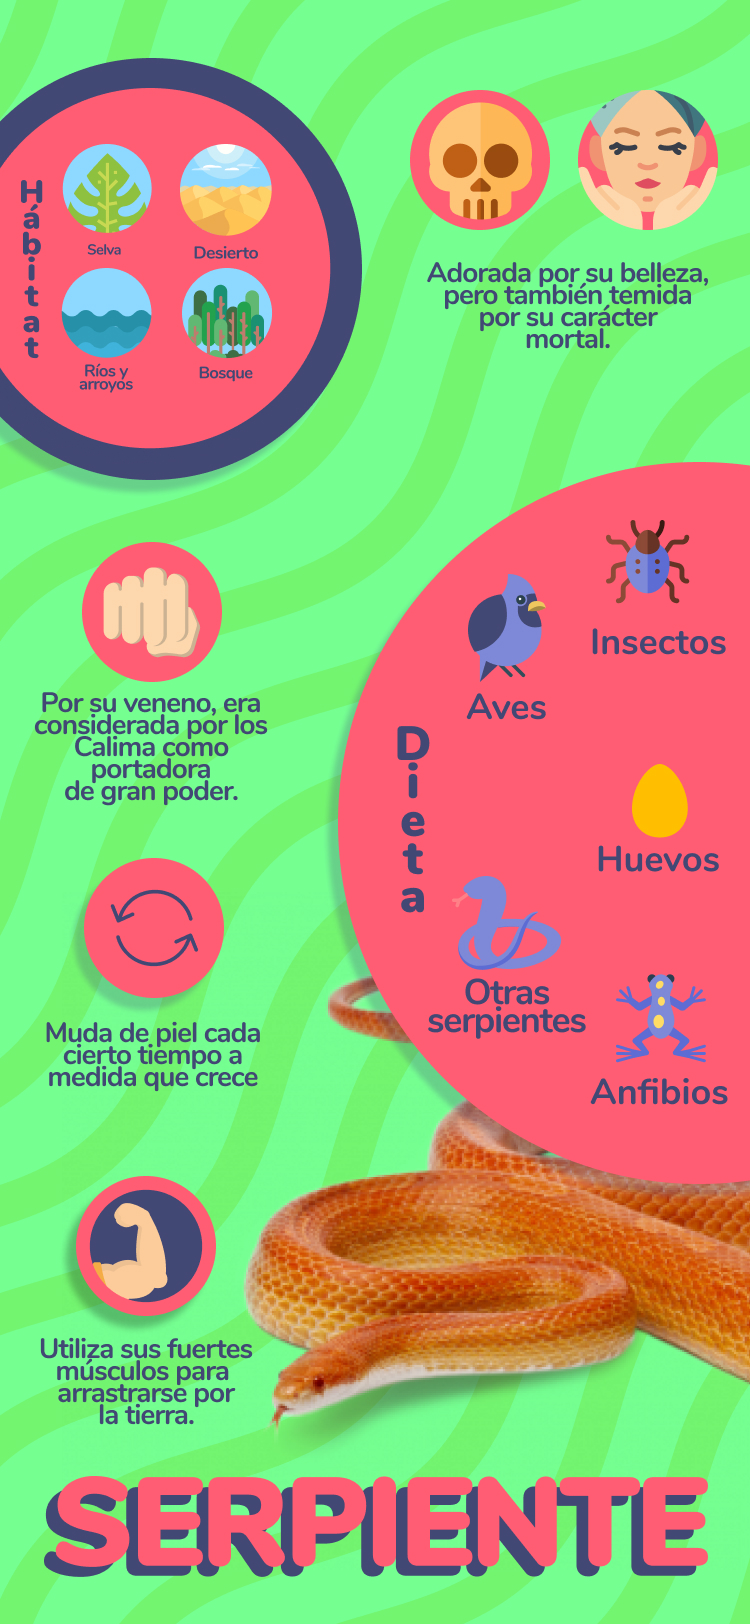 Hábitat
Selva
Desierto
Ríos y
arroyos
Bosque
Adorada por su belleza,
pero también temida
por su carácter
mortal.
Dieta
Insectos
Aves
Huevos
Otras
serpientes
Anfibios
Por su veneno, era
considerada por los
Calima como
portadora
de gran poder.
Muda de piel cada
cierto tiempo a
medida que crece
Utiliza sus fuertes
músculos para
arrastrarse por
la tierra.
SERPIENTE